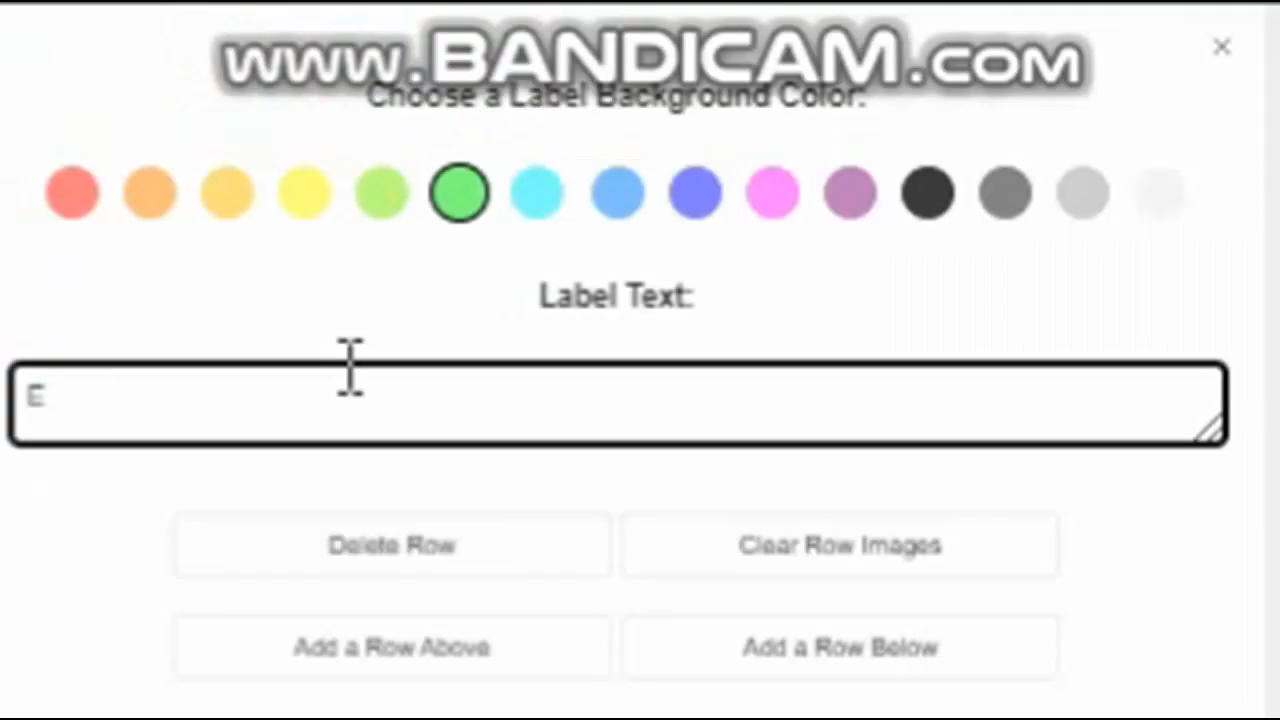 www.BANDICAM.com
Choose a Label Background Color:
Label Text:
E
Delete Row
Clear Row Images
Add a Row Above
Add a Row Below